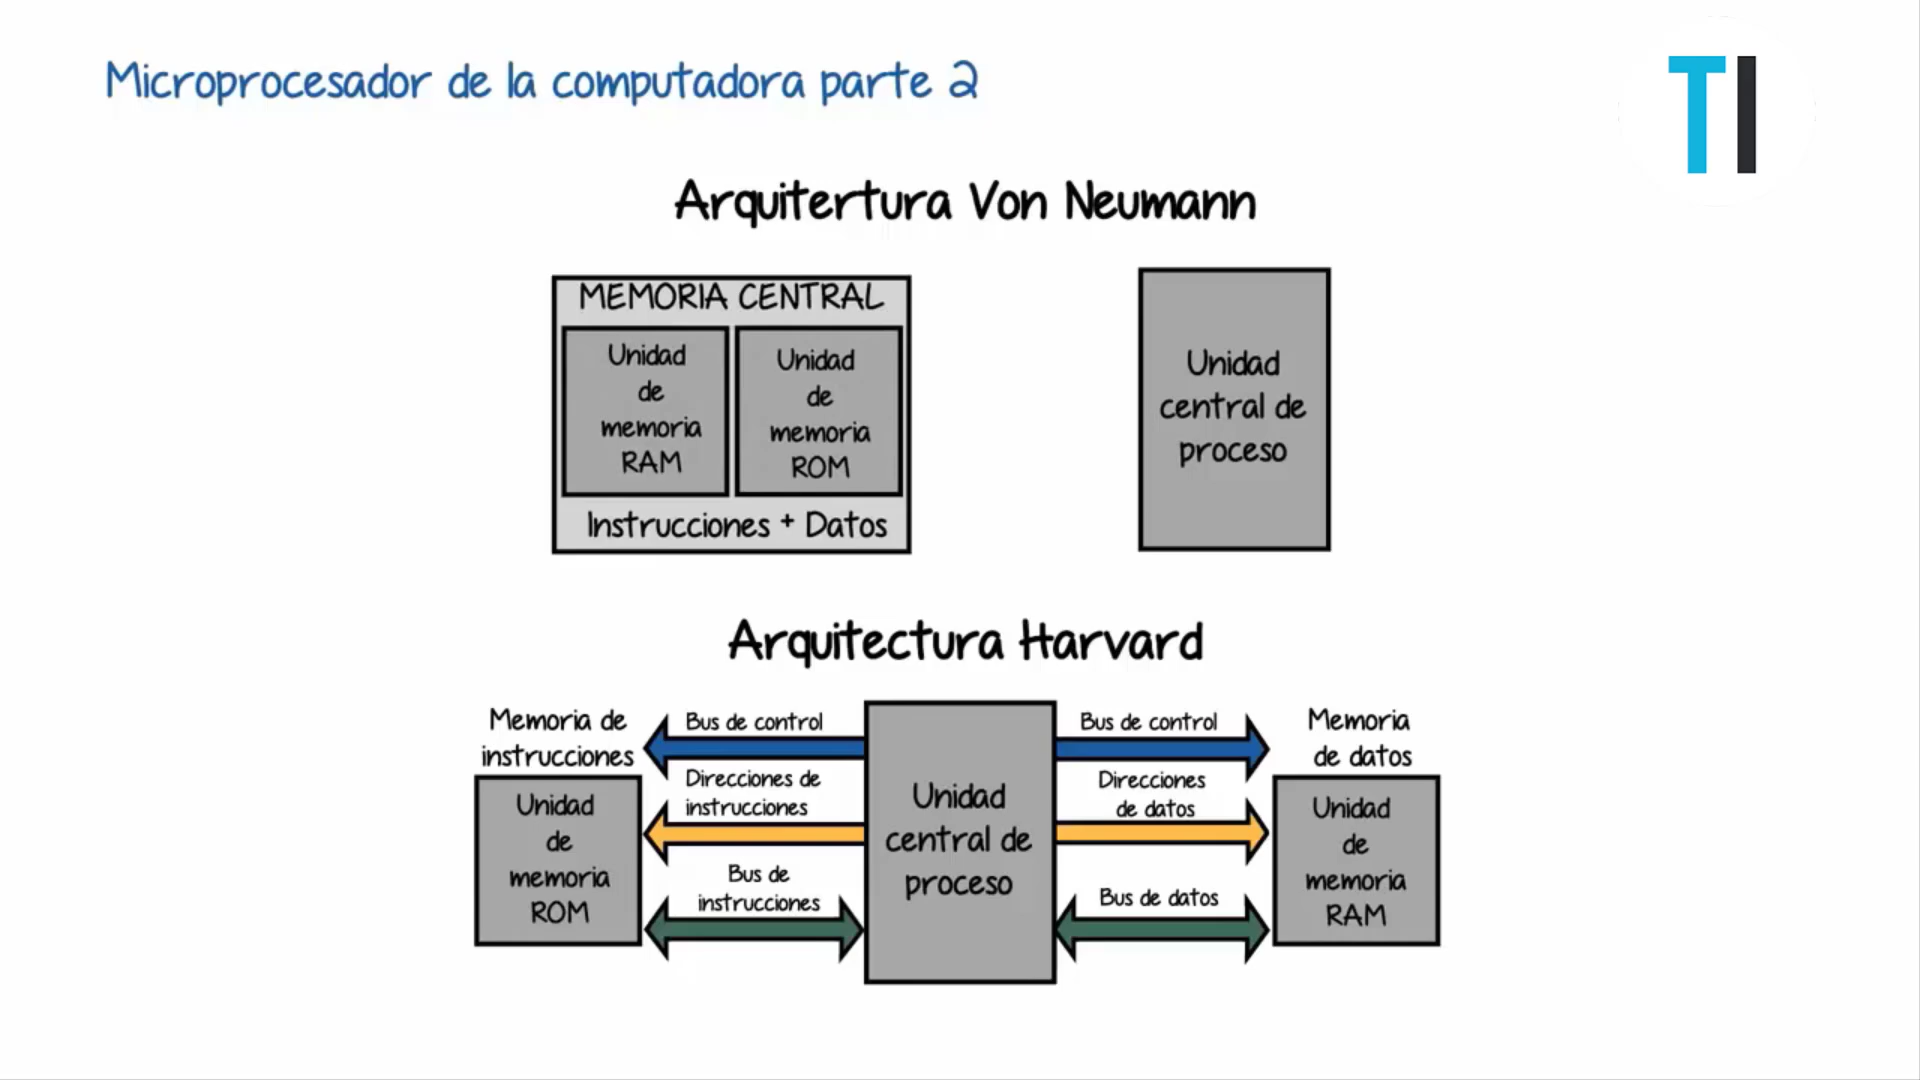 Microprocesador de la computadora parte 2
TI
Arquitertura Von Neumann
MEMORIA CENTRAL
Unidad
de
memoria
RAM
Unidad
de
memoria
ROM
Instrucciones + Datos
Unidad
central de
proceso
Arquitectura Harvard
Memoria de
instrucciones
Unidad
de
memoria
ROM
Bus de control
Direcciones de
instrucciones
Bus de
instrucciones
Unidad
central de
proceso
Bus de control
Direcciones
de datos
Bus de datos
Memoria
de datos
Unidad
de
memoria
RAM